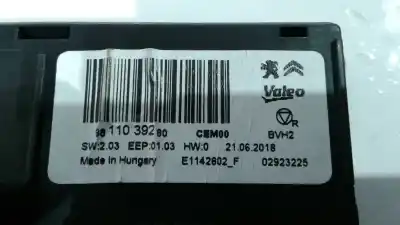 Valeo
98 110 392 80 CEM00 BVH2
SW:2.03 EEP:01.03 HW:0 21.06.2018
Made in Hungary E1142602_F 02923225
R